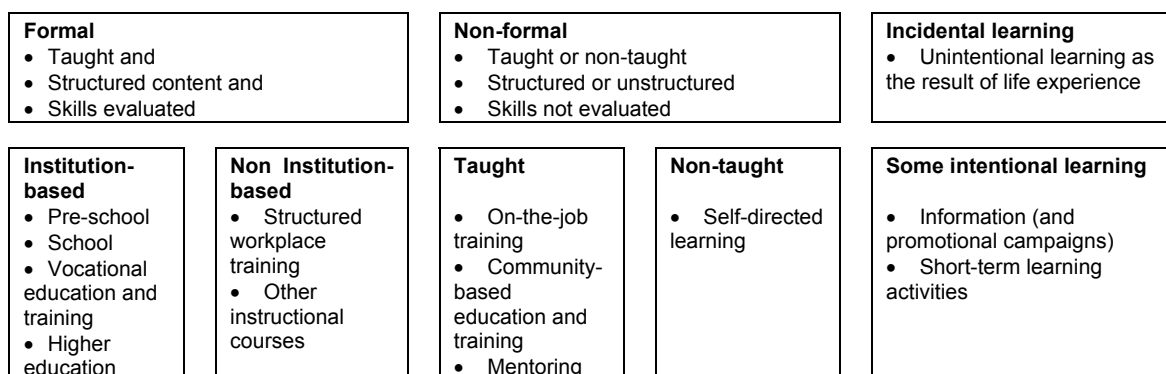 Formal
• Taught and
• Structured content and
• Skills evaluated
Non-formal
• Taught or non-taught
• Structured or unstructured
• Skills not evaluated
Incidental learning
• Unintentional learning as
the result of life experience
Institution-
based
• Pre-school
• School
• Vocational
education and
training
• Higher
education
Non Institution-
based
• Structured
workplace
training
• Other
instructional
courses
Taught
• On-the-job
training
• Community-
based
education and
training
• Mentoring
Non-taught
• Self-directed
learning
Some intentional learning
• Information (and
promotional campaigns)
• Short-term learning
activities